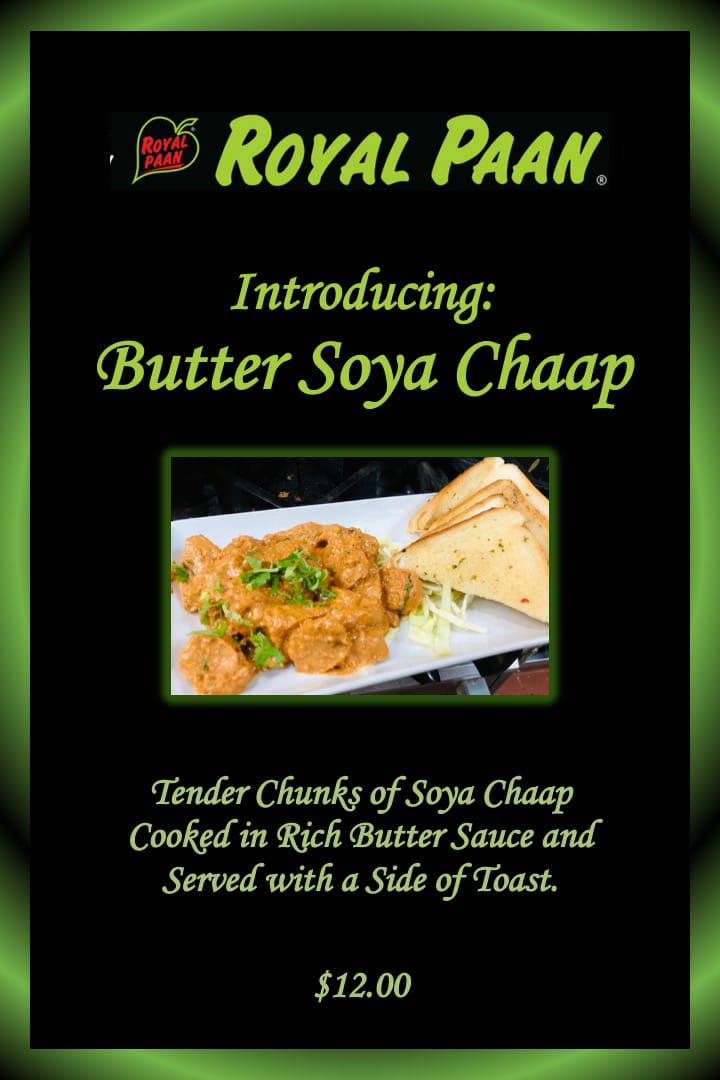 ROYAL
PAAN
ROYAL PAAN®
Introducing:
Butter Soya Chaap
Tender Chunks of Soya Chaap
Cooked in Rich Butter Sauce and
Served with a Side of Toast.
$12.00